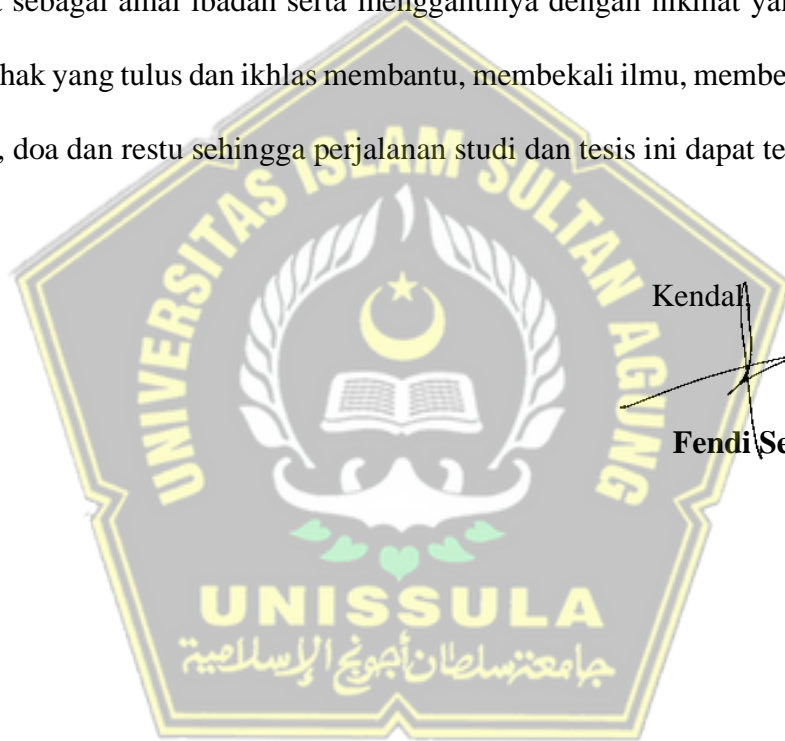 sebagai amal ibadah serta menggantinya dengan nikmat
hak yang tulus dan ikhlas membantu, membekali ilmu, membe
, doa dan restu sehingga perjalanan studi dan tesis ini dapat te
UNIVERSITAS ISLAM SULTAN AGUNG
Kendal,
Fendi Se
UNISSULA
جامعة سلطان أجونج الإسلامية